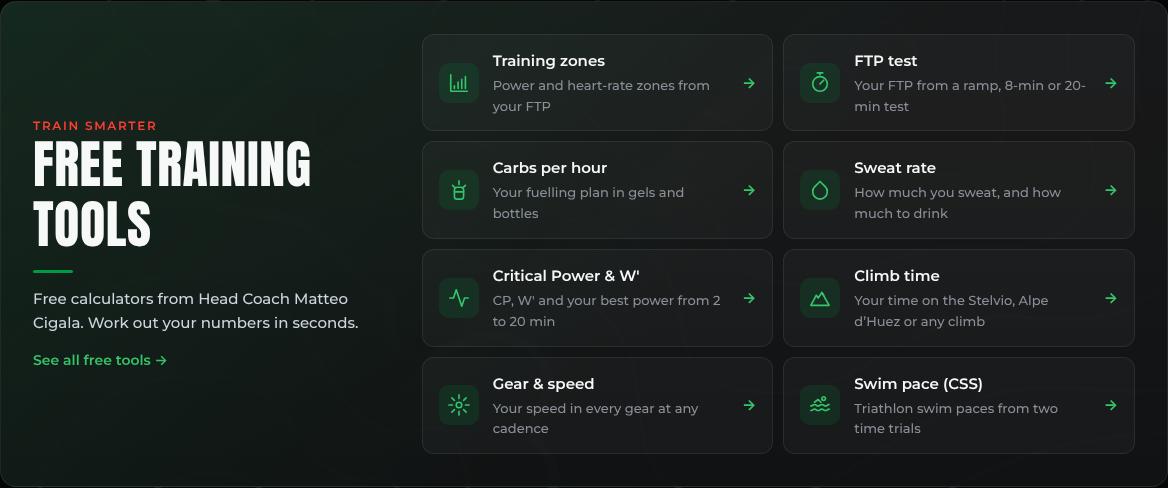 TRAIN SMARTER
FREE TRAINING
TOOLS
Free calculators from Head Coach Matteo
Cigala. Work out your numbers in seconds.
See all free tools →
Training zones
Power and heart-rate zones from
your FTP
→
FTP test
Your FTP from a ramp, 8-min or 20-
min test
→
Carbs per hour
Your fuelling plan in gels and
bottles
→
Sweat rate
How much you sweat, and how
much to drink
→
Critical Power & W'
CP, W' and your best power from 2
to 20 min
→
Climb time
Your time on the Stelvio, Alpe
d’Huez or any climb
→
Gear & speed
Your speed in every gear at any
cadence
→
Swim pace (CSS)
Triathlon swim paces from two
time trials
→